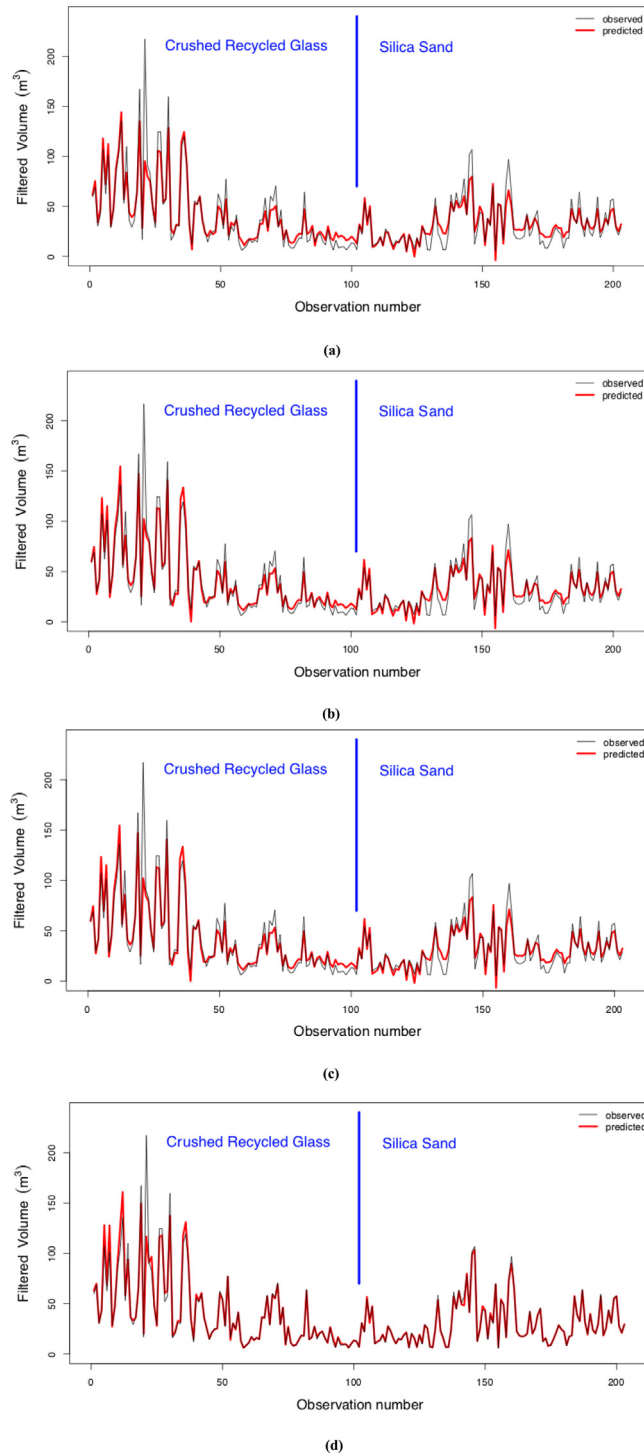 observed
predicted
Crushed Recycled Glass
Silica Sand
Filtered Volume (m³)
0 50 100 150 200
0 50 100 150 200
Observation number
(a)
observed
predicted
Crushed Recycled Glass
Silica Sand
Filtered Volume (m³)
0 50 100 150 200
0 50 100 150 200
Observation number
(b)
observed
predicted
Crushed Recycled Glass
Silica Sand
Filtered Volume (m³)
0 50 100 150 200
0 50 100 150 200
Observation number
(c)
observed
predicted
Crushed Recycled Glass
Silica Sand
Filtered Volume (m³)
0 50 100 150 200
0 50 100 150 200
Observation number
(d)